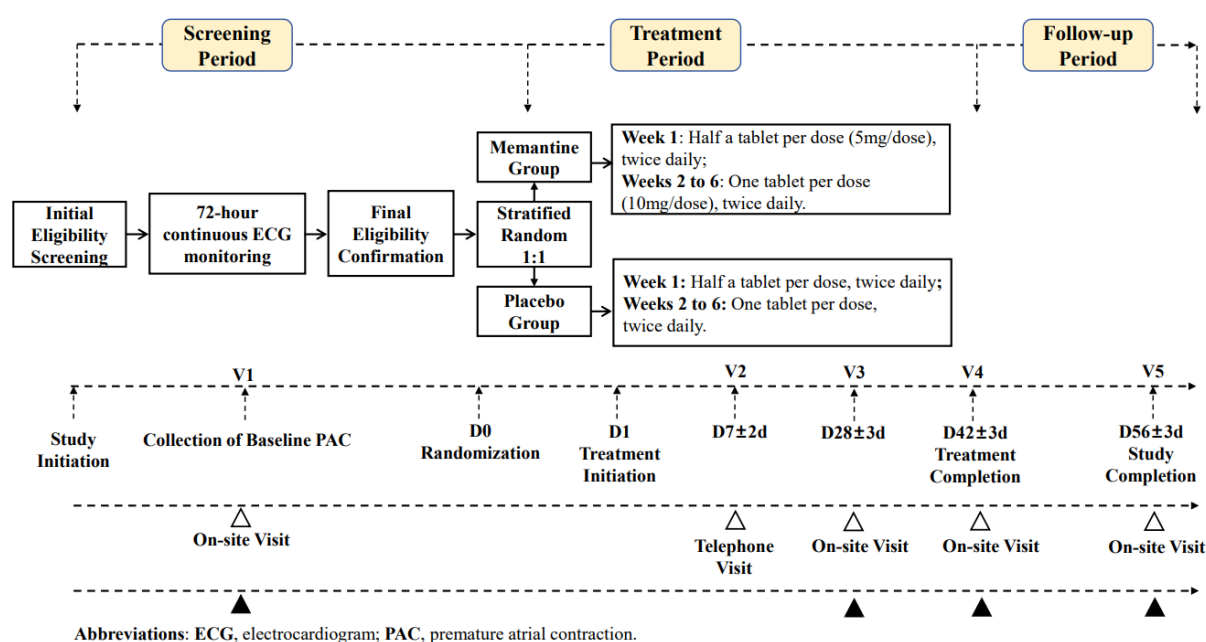 Screening
Period
Treatment
Period
Follow-up
Period
Memantine
Group
Week 1: Half a tablet per dose (5mg/dose),
twice daily;
Weeks 2 to 6: One tablet per dose
(10mg/dose), twice daily.
Initial
Eligibility
Screening
72-hour
continuous ECG
monitoring
Final
Eligibility
Confirmation
Stratified
Random
1:1
Placebo
Group
Week 1: Half a tablet per dose, twice daily;
Weeks 2 to 6: One tablet per dose,
twice daily.
V1
V2
V3
V4
V5
Study
Initiation
Collection of Baseline PAC
D0
Randomization
D1
Treatment
Initiation
D7±2d
D28±3d
D42±3d
Treatment
Completion
D56±3d
Study
Completion
On-site Visit
Telephone
Visit
On-site Visit
On-site Visit
On-site Visit
Abbreviations: ECG, electrocardiogram; PAC, premature atrial contraction.